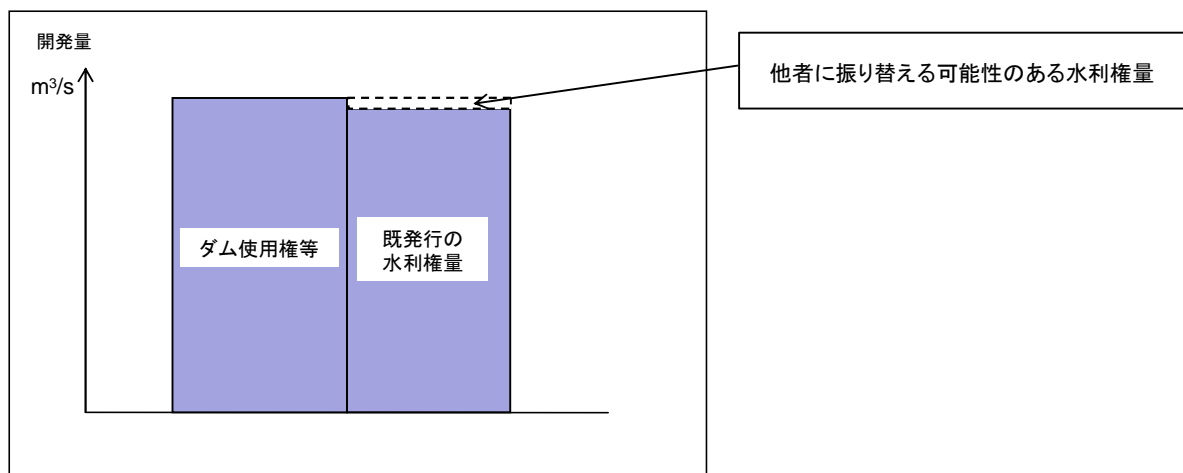 開発量
m³/s
他者に振り替える可能性のある水利権量
ダム使用権等
既発行の
水利権量